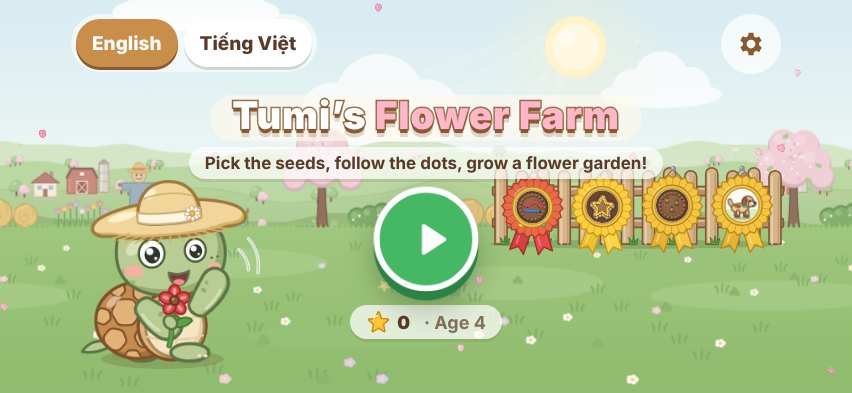 English
Tiếng Việt
Tumi's Flower Farm
Pick the seeds, follow the dots, grow a flower garden!
0 · Age 4